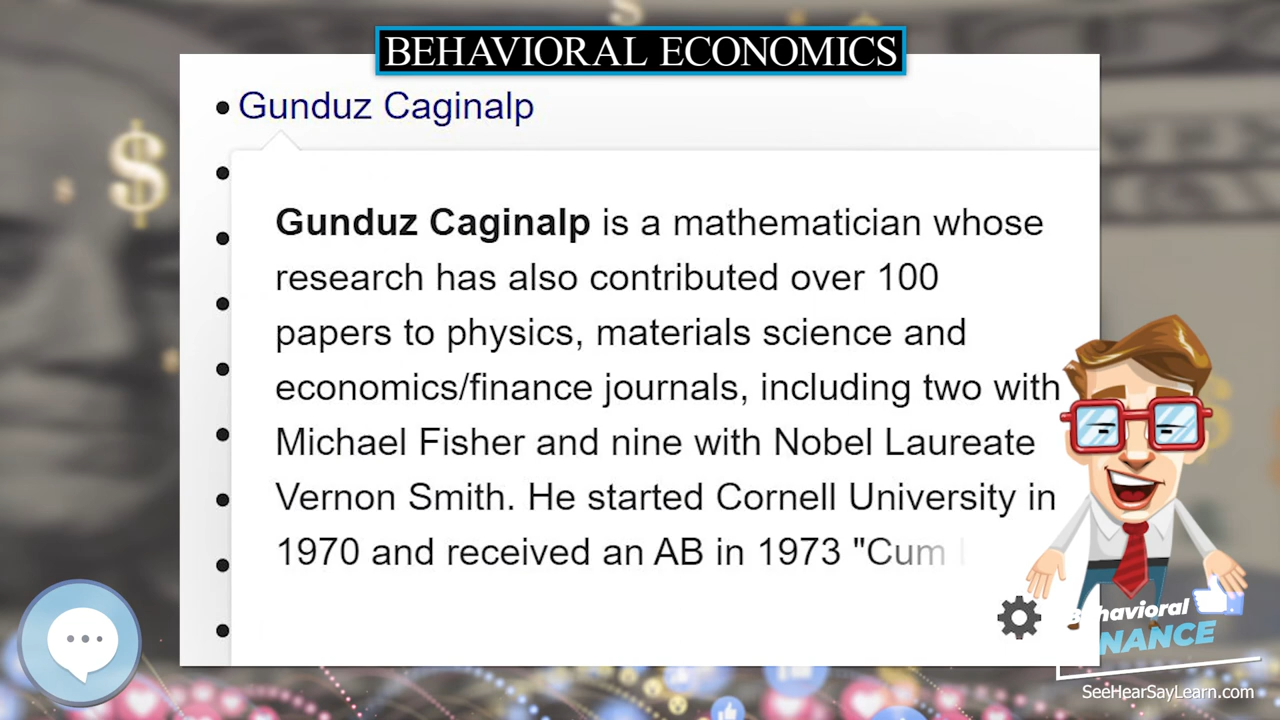 BEHAVIORAL ECONOMICS
Gunduz Caginalp
Gunduz Caginalp is a mathematician whose
research has also contributed over 100
papers to physics, materials science and
economics/finance journals, including two with
Michael Fisher and nine with Nobel Laureate
Vernon Smith. He started Cornell University in
1970 and received an AB in 1973 "Cum
Behavioral
FINANCE
SeeHearSayLearn.com